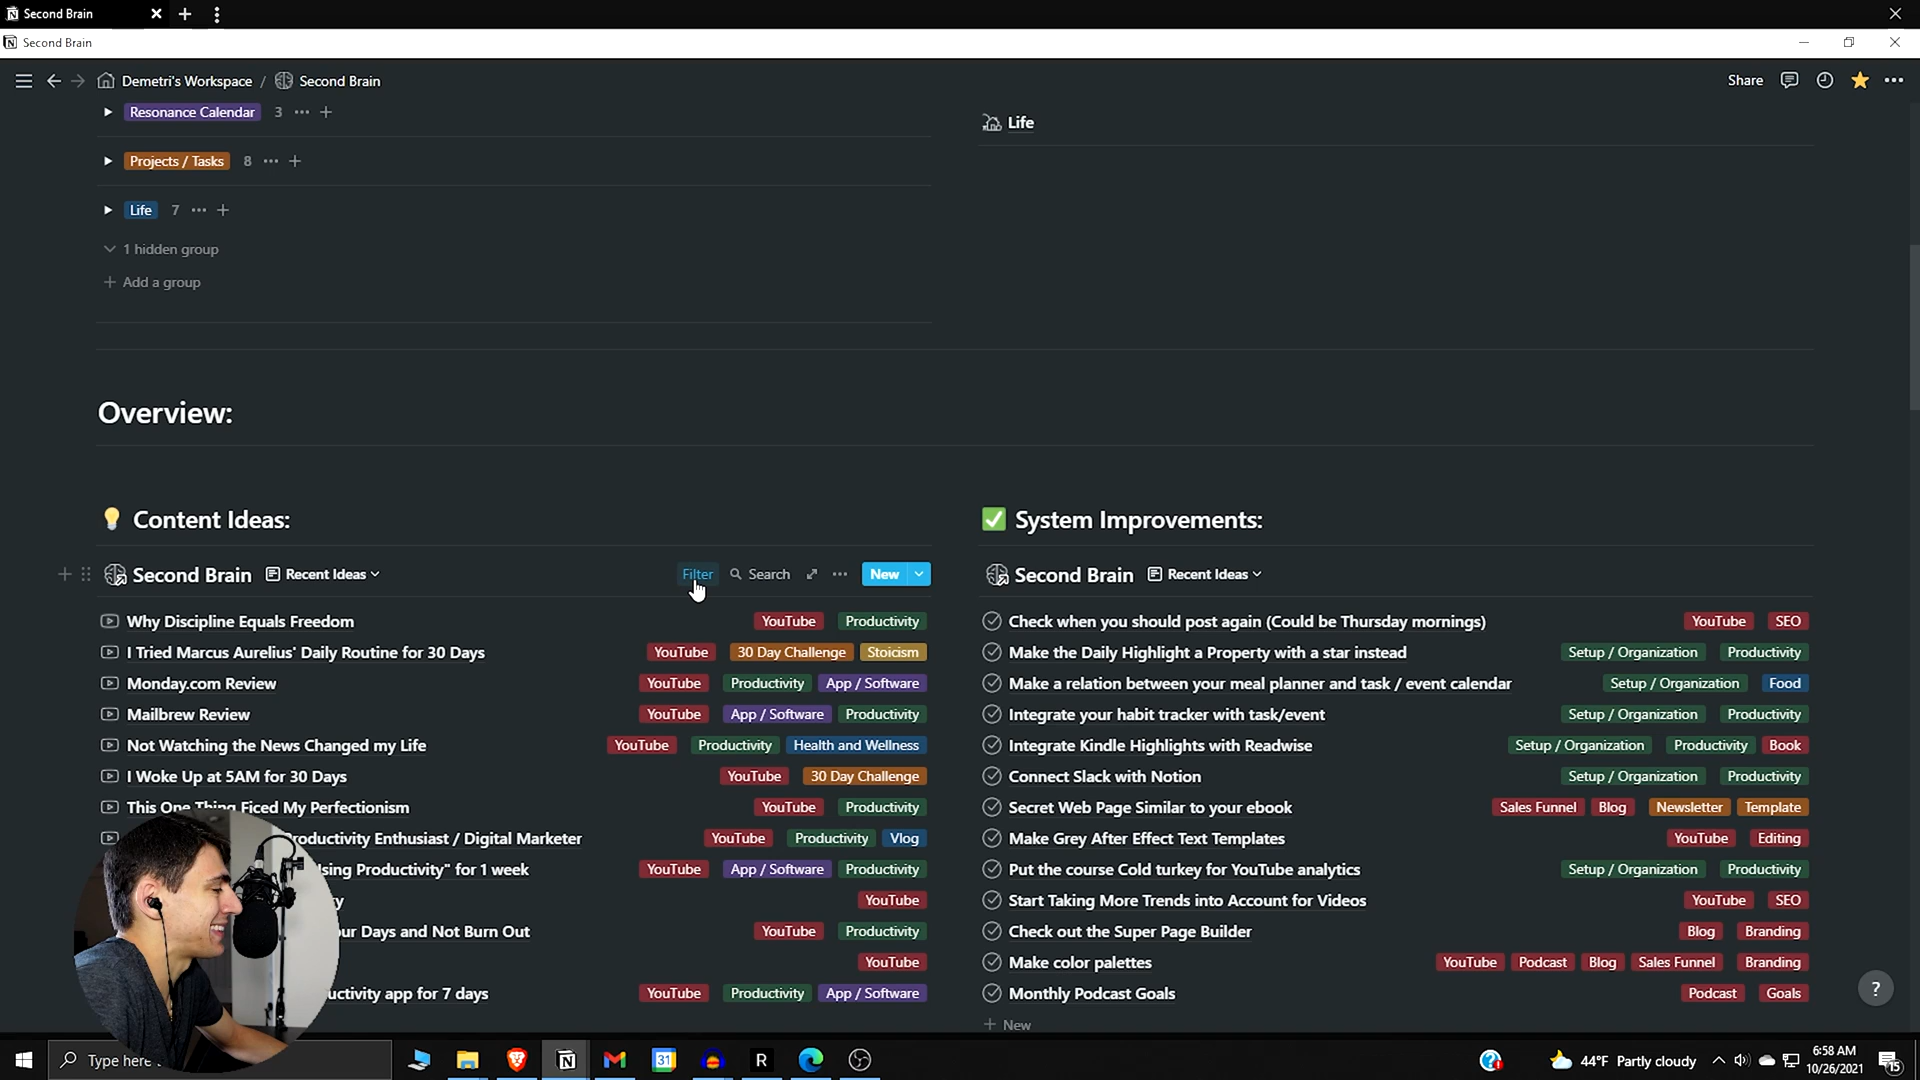 Second Brain
Second Brain
Demetri's Workspace / Second Brain
Share
Resonance Calendar 3
Projects / Tasks 8
Life 7
1 hidden group
Add a group
Life
Overview:
Content Ideas:
Second Brain Recent Ideas Filter Search New
Why Discipline Equals Freedom YouTube Productivity
I Tried Marcus Aurelius' Daily Routine for 30 Days YouTube 30 Day Challenge Stoicism
Monday.com Review YouTube Productivity App / Software
Mailbrew Review YouTube App / Software Productivity
Not Watching the News Changed my Life YouTube Productivity Health and Wellness
I Woke Up at 5AM for 30 Days YouTube 30 Day Challenge
This One Thing Ficed My Perfectionism YouTube Productivity
Productivity Enthusiast / Digital Marketer YouTube Productivity Vlog
Productivity" for 1 week YouTube App / Software Productivity
YouTube
Days and Not Burn Out YouTube Productivity
YouTube
app for 7 days YouTube Productivity App / Software
System Improvements:
Second Brain Recent Ideas
Check when you should post again (Could be Thursday mornings) YouTube SEO
Make the Daily Highlight a Property with a star instead Setup / Organization Productivity
Make a relation between your meal planner and task / event calendar Setup / Organization Food
Integrate your habit tracker with task/event Setup / Organization Productivity
Integrate Kindle Highlights with Readwise Setup / Organization Productivity Book
Connect Slack with Notion Setup / Organization Productivity
Secret Web Page Similar to your ebook Sales Funnel Blog Newsletter Template
Make Grey After Effect Text Templates YouTube Editing
Put the course Cold turkey for YouTube analytics Setup / Organization Productivity
Start Taking More Trends into Account for Videos YouTube SEO
Check out the Super Page Builder Blog Branding
Make color palettes YouTube Podcast Blog Sales Funnel Branding
Monthly Podcast Goals Podcast Goals
New
?
Type here
31
R
44°F Partly cloudy
6:58 AM
10/26/2021
15